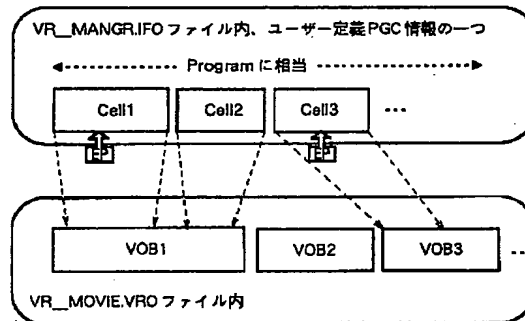 VR__MANGR.IFOファイル内、ユーザー定義PGC情報の一つ
Programに相当
Cell1 Cell2 Cell3 …
EP EP
VOB1 VOB2 VOB3 …
VR__MOVIE.VROファイル内